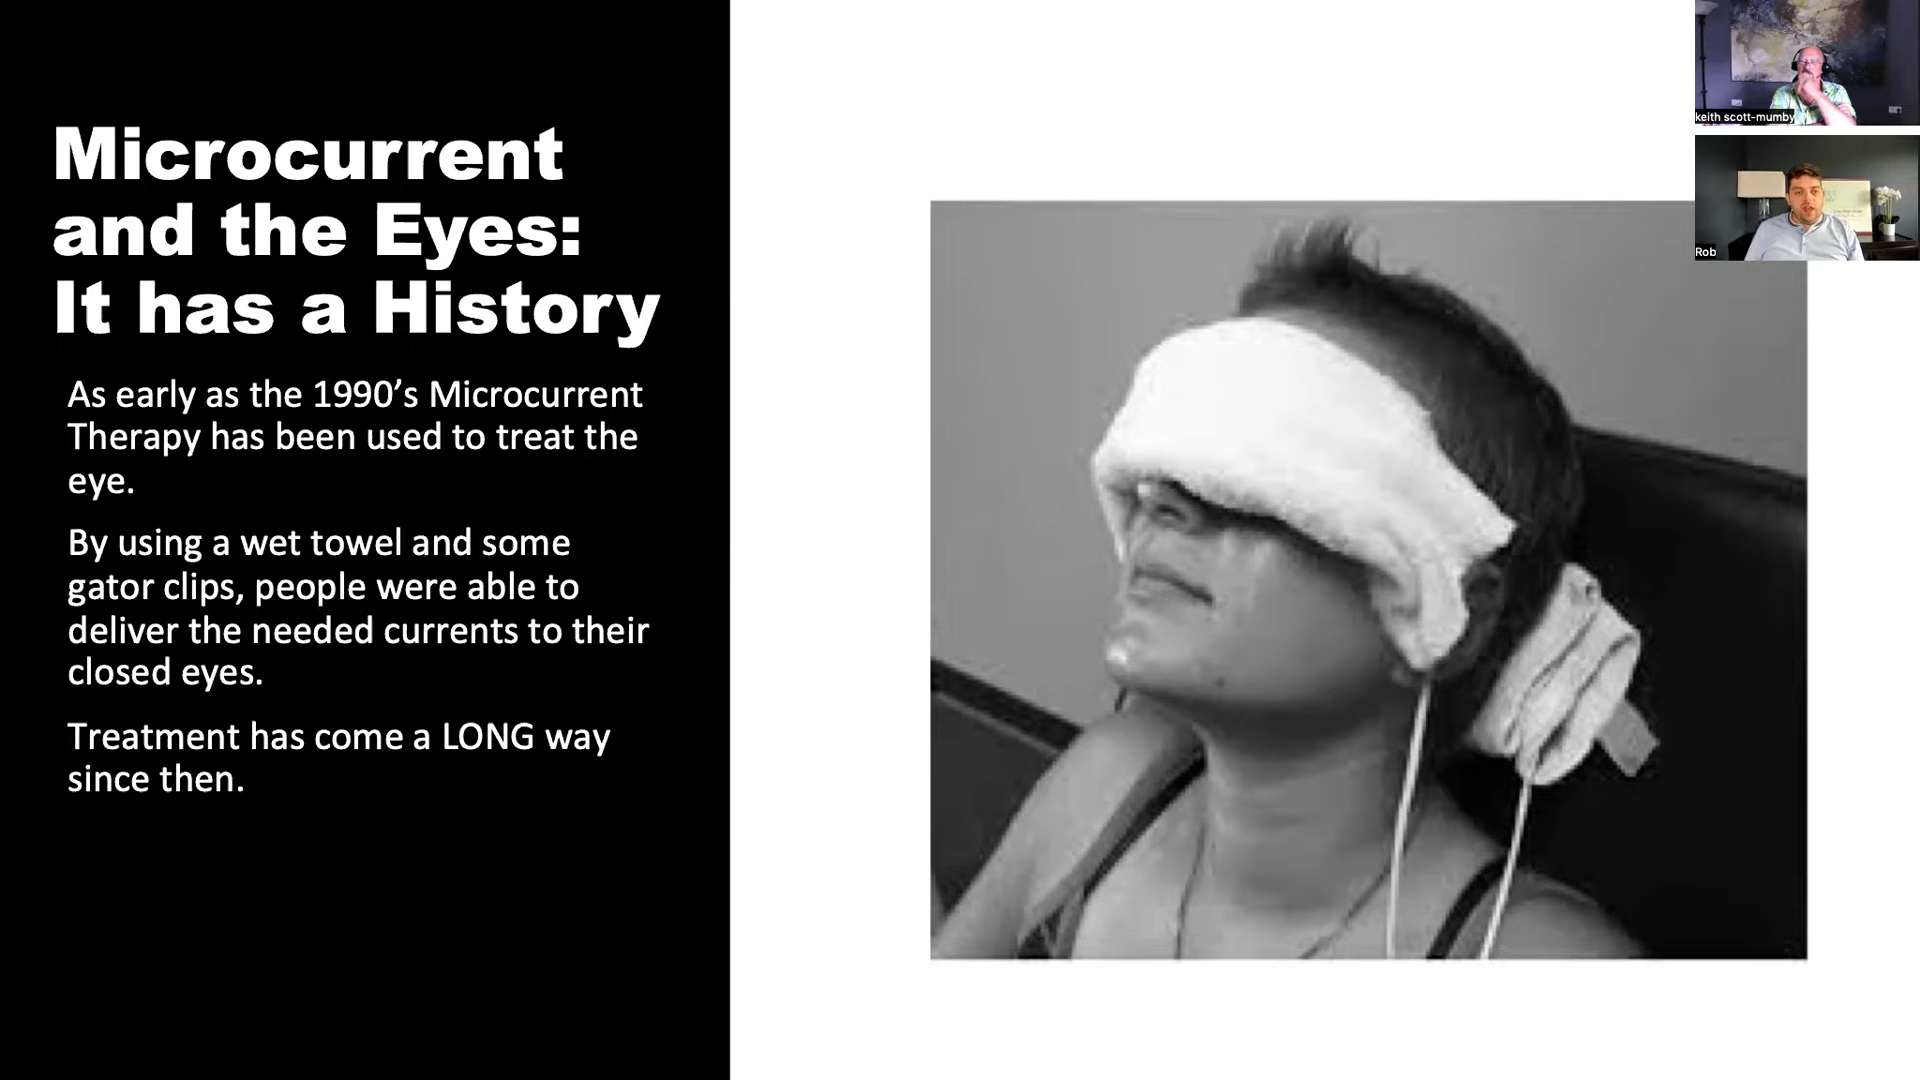 Microcurrent
and the Eyes:
It has a History
As early as the 1990’s Microcurrent
Therapy has been used to treat the
eye.
By using a wet towel and some
gator clips, people were able to
deliver the needed currents to their
closed eyes.
Treatment has come a LONG way
since then.
keith scott-mumby
Rob